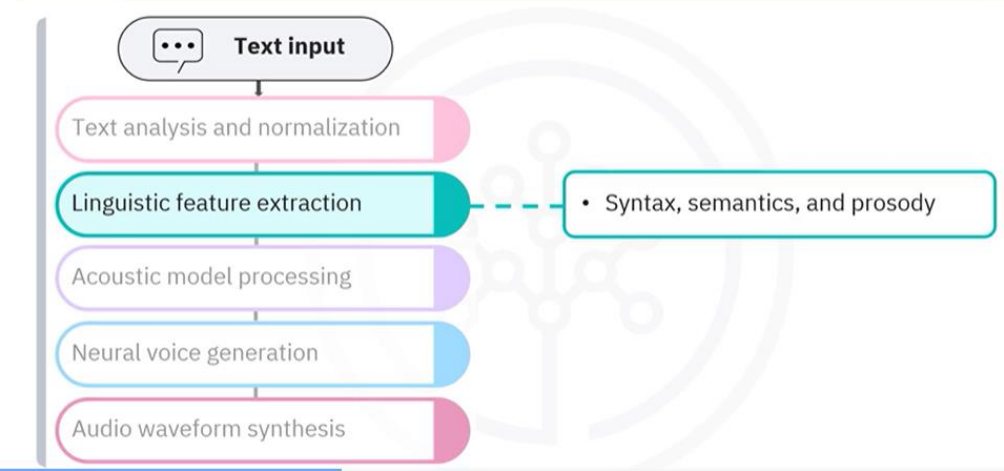 Text input
Text analysis and normalization
Linguistic feature extraction
• Syntax, semantics, and prosody
Acoustic model processing
Neural voice generation
Audio waveform synthesis